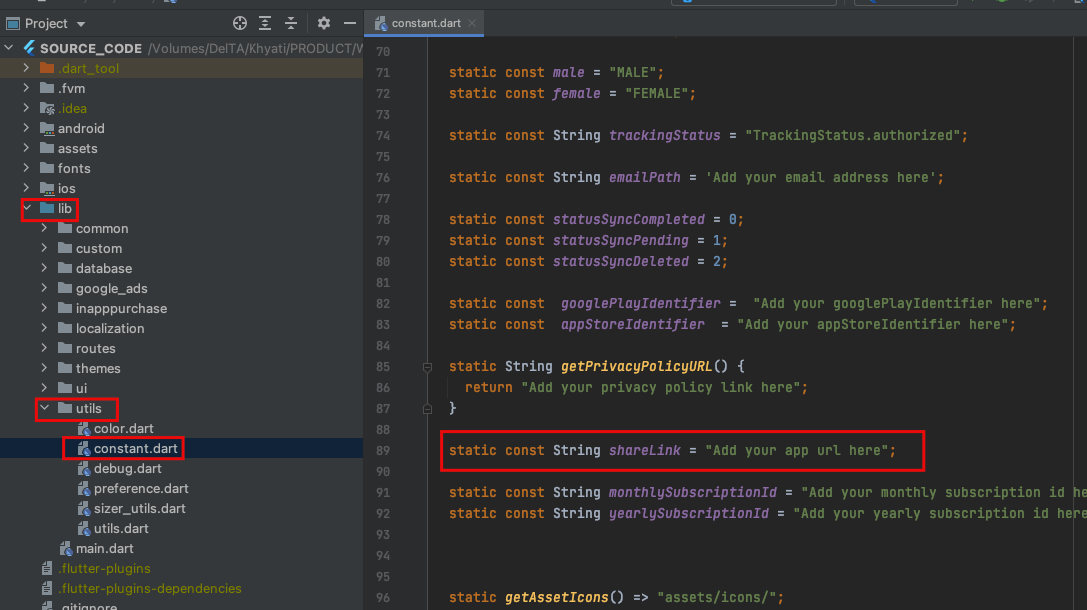 Project
SOURCE_CODE /Volumes/DelTA/Khyati/PRODUCT/W
.dart_tool
.fvm
.idea
android
assets
fonts
ios
lib
common
custom
database
google_ads
inapppurchase
localization
routes
themes
ui
utils
color.dart
constant.dart
debug.dart
preference.dart
sizer_utils.dart
utils.dart
main.dart
.flutter-plugins
.flutter-plugins-dependencies
.gitignore
constant.dart
70
71 static const male = "MALE";
72 static const female = "FEMALE";
73
74 static const String trackingStatus = "TrackingStatus.authorized";
75
76 static const String emailPath = 'Add your email address here';
77
78 static const statusSyncCompleted = 0;
79 static const statusSyncPending = 1;
80 static const statusSyncDeleted = 2;
81
82 static const  googlePlayIdentifier =  "Add your googlePlayIdentifier here";
83 static const  appStoreIdentifier  = "Add your appStoreIdentifier here";
84
85 static String getPrivacyPolicyURL() {
86 return "Add your privacy policy link here";
87 }
88
89 static const String shareLink = "Add your app url here";
90
91 static const String monthlySubscriptionId = "Add your monthly subscription id he
92 static const String yearlySubscriptionId = "Add your yearly subscription id here
93
94
95
96 static getAssetIcons() => "assets/icons/";